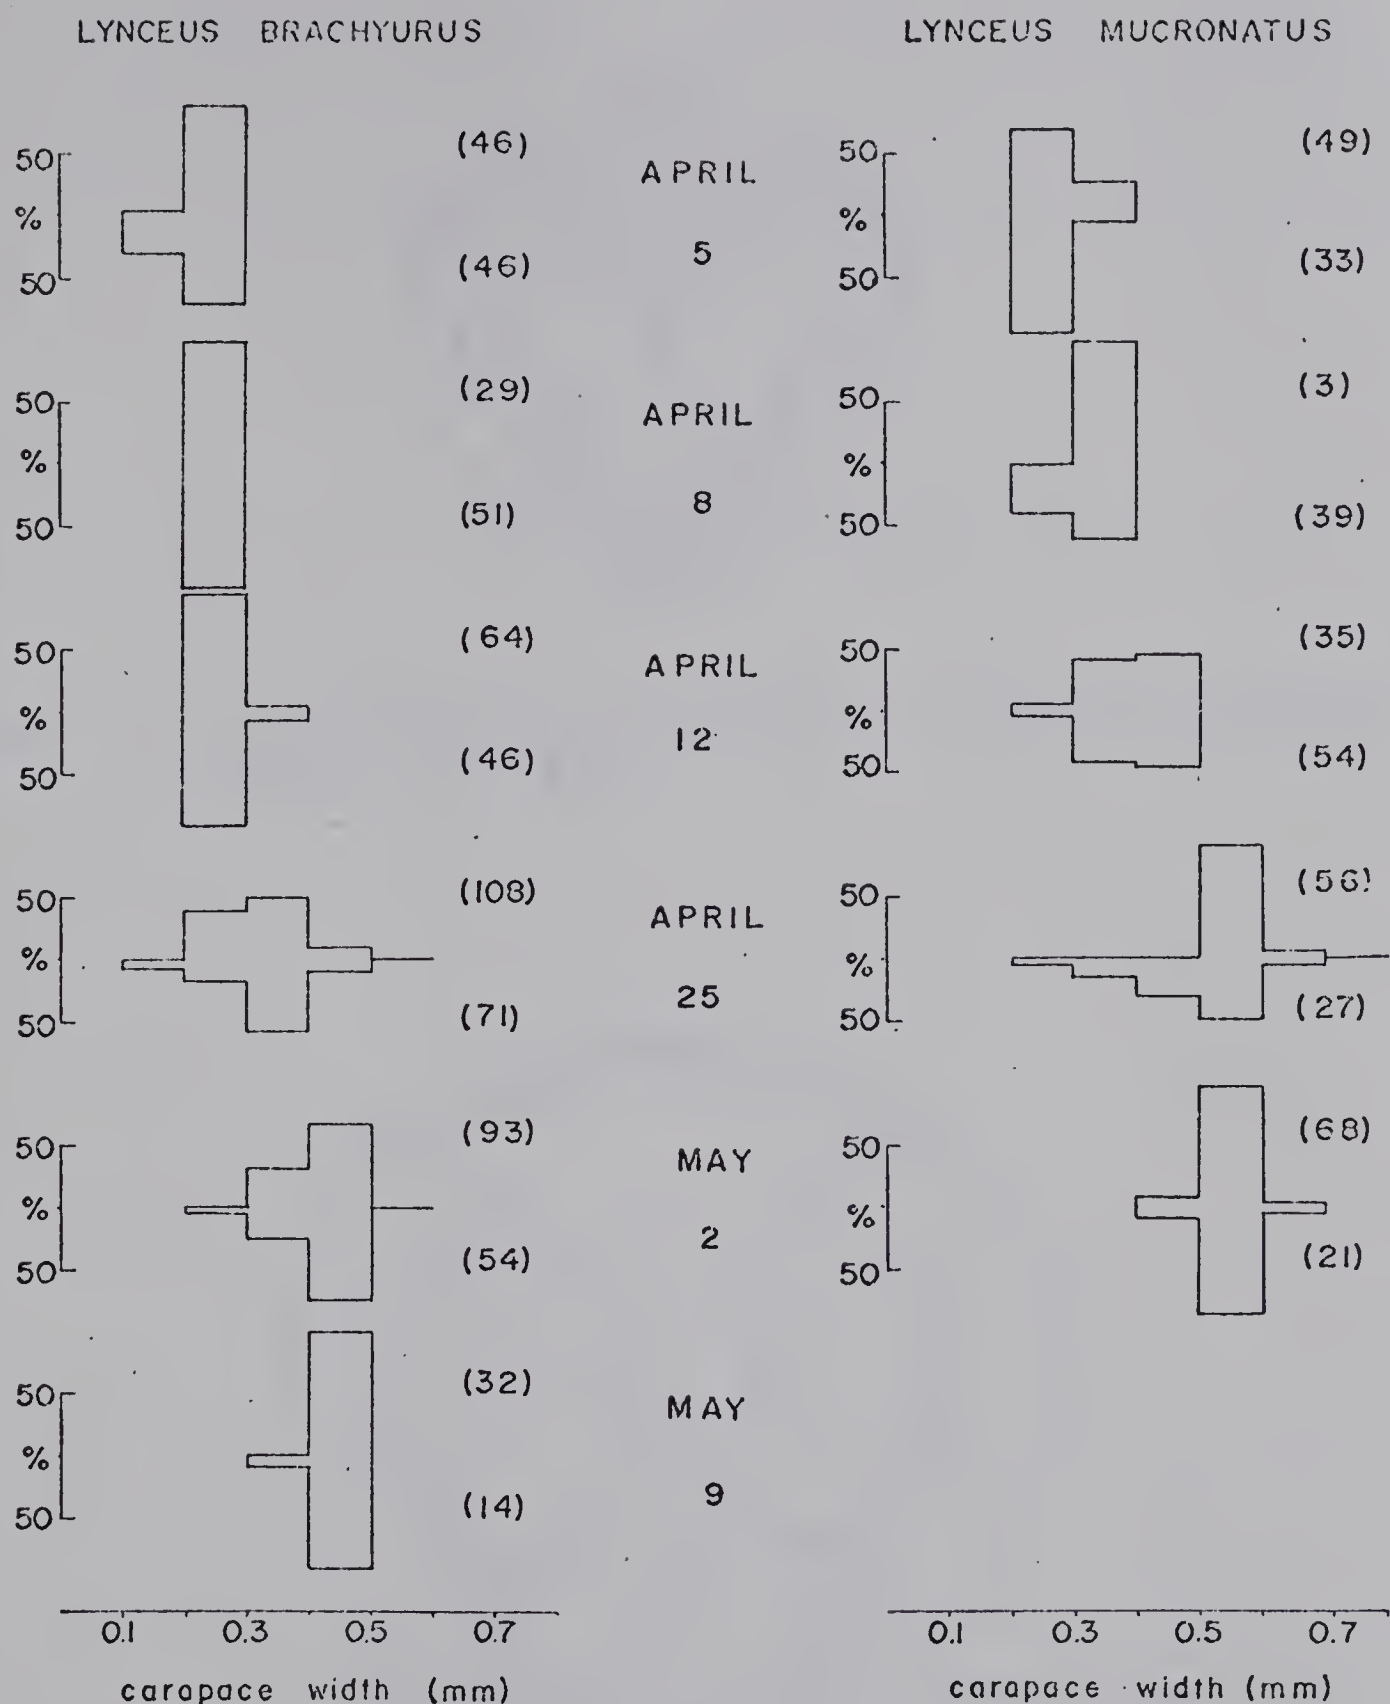 LYNCEUS BRACHYURUS LYNCEUS MUCRONATUS
50 (46) APRIL 50 (49)
% 5 %
50 (46) 50 (33)
50 (29) APRIL 50 (3)
% 8 %
50 (51) 50 (39)
50 (64) APRIL 50 (35)
% 12 %
50 (46) 50 (54)
50 (108) APRIL 50 (56)
% 25 %
50 (71) 50 (27)
50 (93) MAY 50 (68)
% 2 %
50 (54) 50 (21)
50 (32) MAY
% 9
50 (14)
0.1 0.3 0.5 0.7 0.1 0.3 0.5 0.7
carapace width (mm) carapace width (mm)